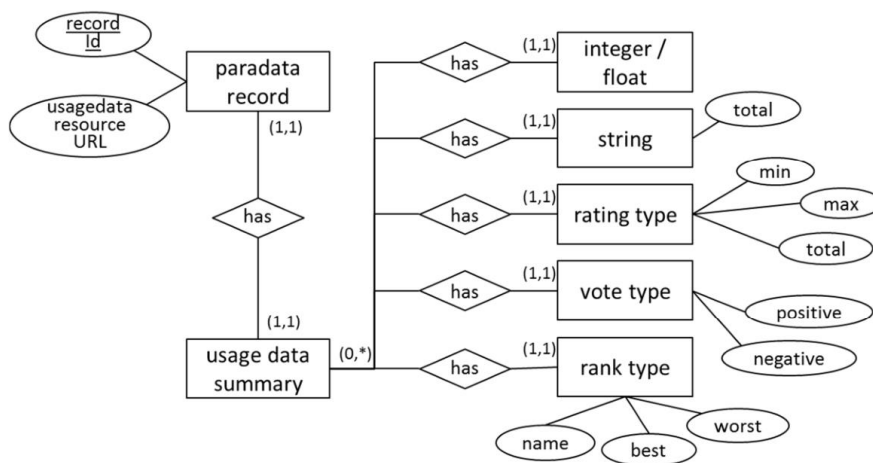 record
Id
usagedata
resource
URL
paradata
record
(1,1)
has
(1,1)
usage data
summary
(0,*)
has
(1,1)
integer /
float
has
(1,1)
string
total
has
(1,1)
rating type
min
max
total
has
(1,1)
vote type
positive
negative
has
(1,1)
rank type
name
best
worst